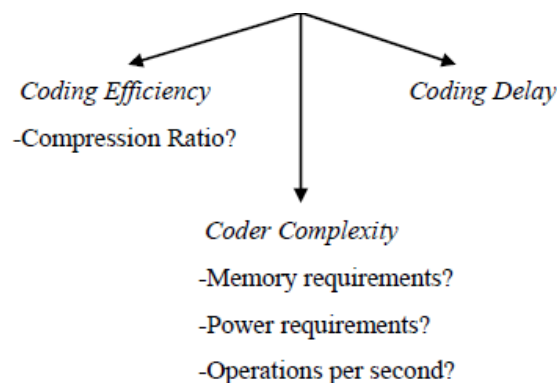 Coding Efficiency
-Compression Ratio?
Coding Delay
Coder Complexity
-Memory requirements?
-Power requirements?
-Operations per second?